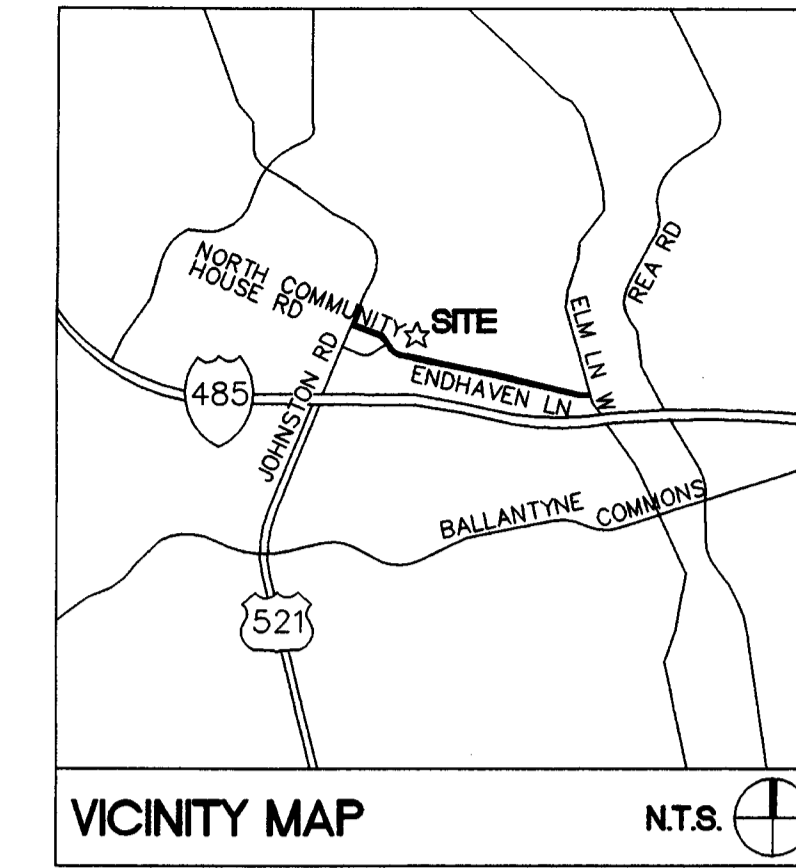 NORTH COMMUNITY
HOUSE RD
SITE
REA RD
ELM LN W
JOHNSTON RD
485
ENDHAVEN LN
BALLANTYNE COMMONS
521
VICINITY MAP
N.T.S.